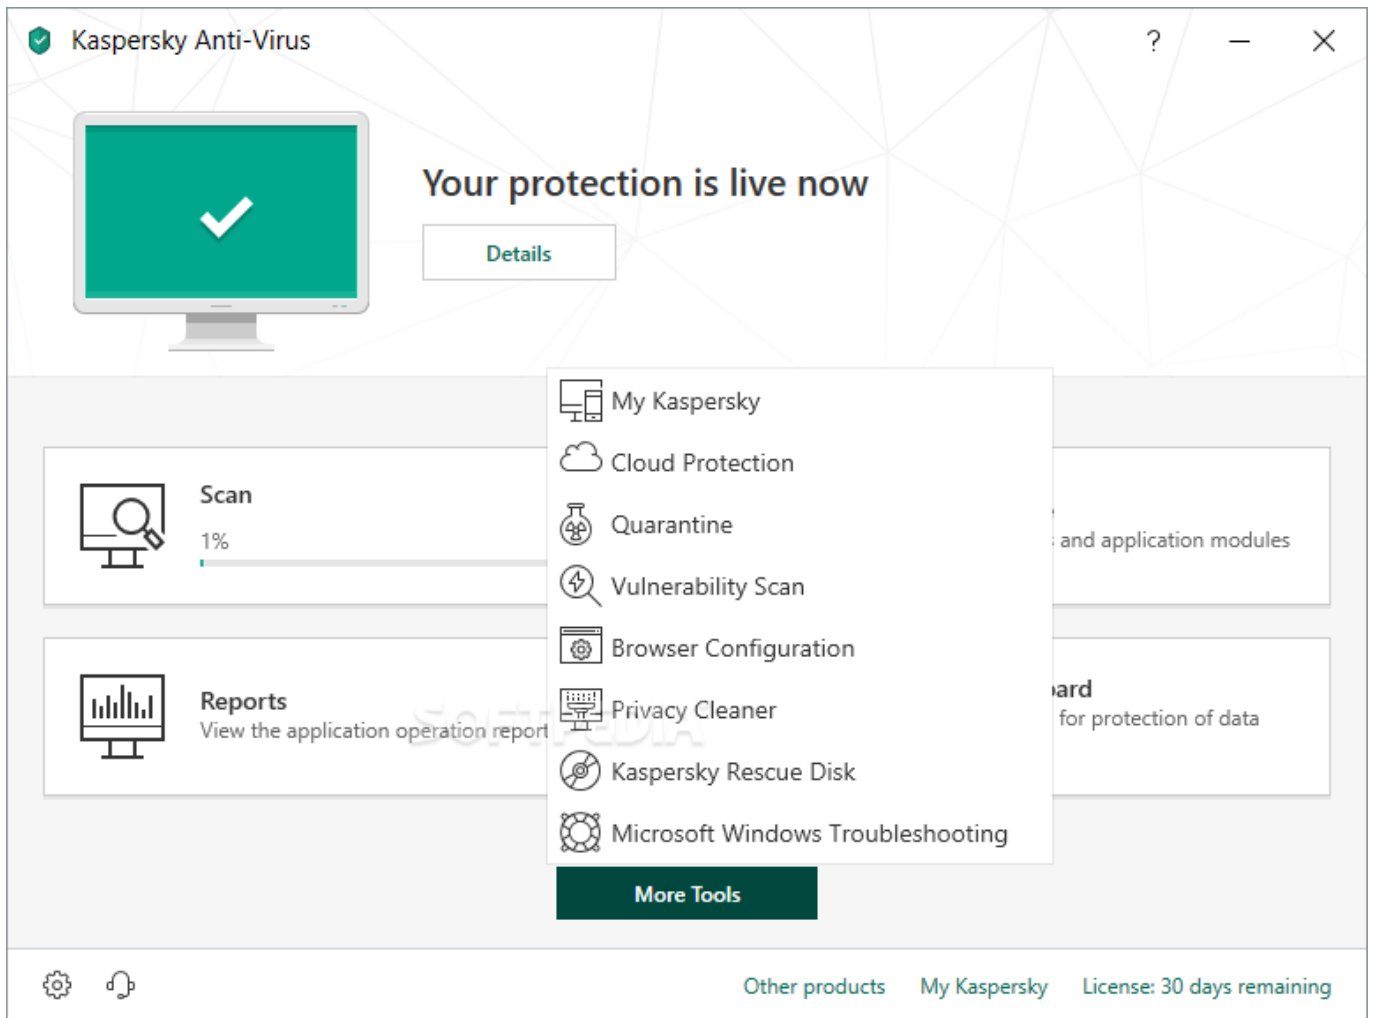 Kaspersky Anti-Virus
?
Your protection is live now
Details
My Kaspersky
Cloud Protection
Quarantine
Vulnerability Scan
Browser Configuration
Privacy Cleaner
Kaspersky Rescue Disk
Microsoft Windows Troubleshooting
Scan
1%
and application modules
Reports
View the application operation report
for protection of data
SOFTPEDIA
More Tools
Other products My Kaspersky License: 30 days remaining